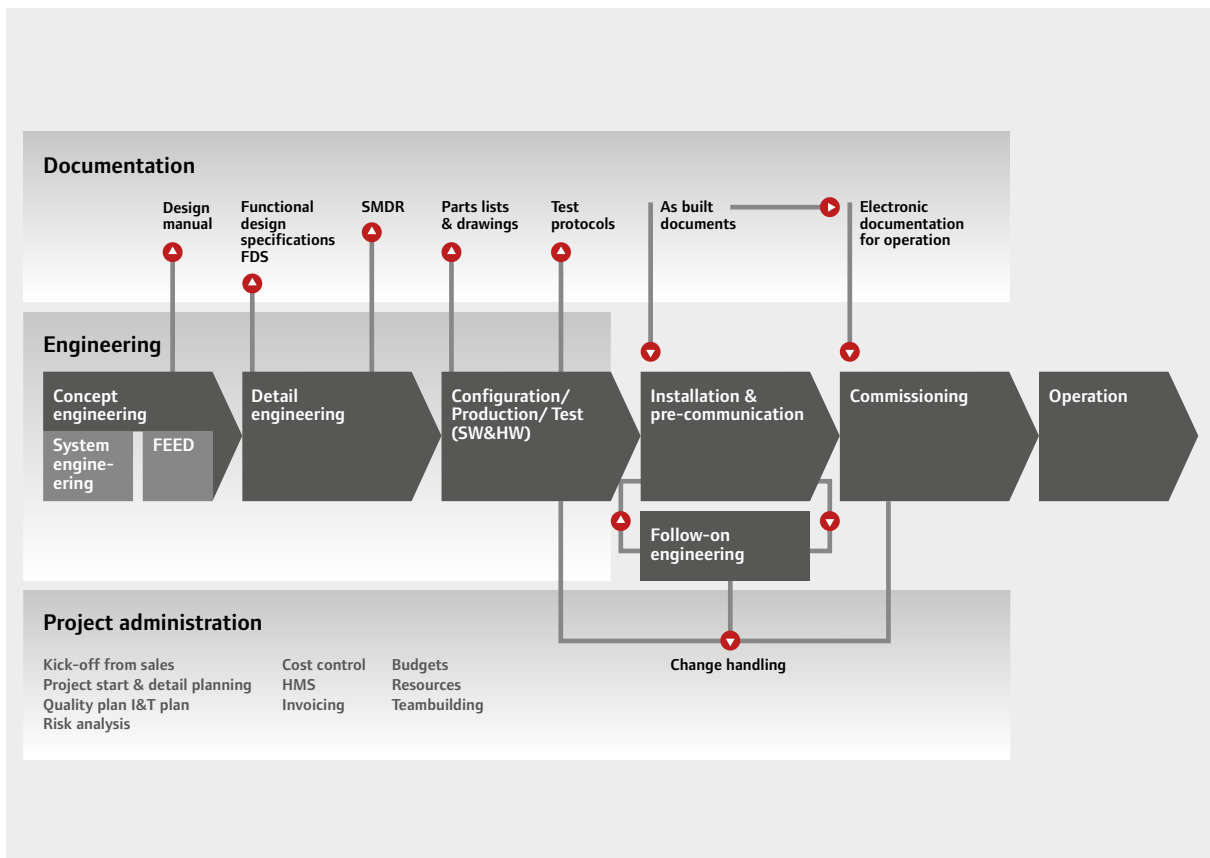 Documentation
Design
manual
Functional
design
specifications
FDS
SMDR
Parts lists
& drawings
Test
protocols
As built
documents
Electronic
documentation
for operation
Engineering
Concept
engineering
System
engine-
ering
FEED
Detail
engineering
Configuration/
Production/ Test
(SW&HW)
Installation &
pre-communication
Commissioning
Operation
Follow-on
engineering
Project administration
Kick-off from sales
Project start & detail planning
Quality plan I&T plan
Risk analysis
Cost control
HMS
Invoicing
Budgets
Resources
Teambuilding
Change handling